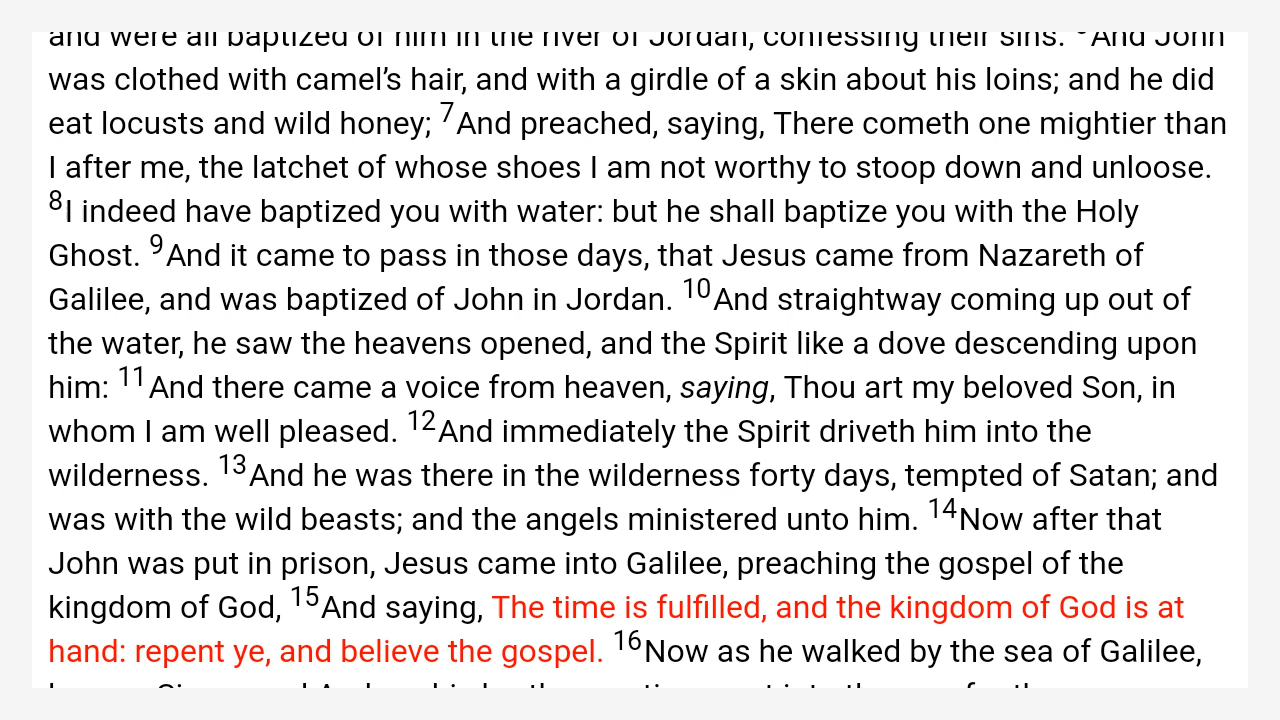 and were all baptized of him in the river of Jordan, confessing their sins. 6And John
was clothed with camel’s hair, and with a girdle of a skin about his loins; and he did
eat locusts and wild honey; 7And preached, saying, There cometh one mightier than
I after me, the latchet of whose shoes I am not worthy to stoop down and unloose.
8I indeed have baptized you with water: but he shall baptize you with the Holy
Ghost. 9And it came to pass in those days, that Jesus came from Nazareth of
Galilee, and was baptized of John in Jordan. 10And straightway coming up out of
the water, he saw the heavens opened, and the Spirit like a dove descending upon
him: 11And there came a voice from heaven, saying, Thou art my beloved Son, in
whom I am well pleased. 12And immediately the Spirit driveth him into the
wilderness. 13And he was there in the wilderness forty days, tempted of Satan; and
was with the wild beasts; and the angels ministered unto him. 14Now after that
John was put in prison, Jesus came into Galilee, preaching the gospel of the
kingdom of God, 15And saying, The time is fulfilled, and the kingdom of God is at
hand: repent ye, and believe the gospel. 16Now as he walked by the sea of Galilee,